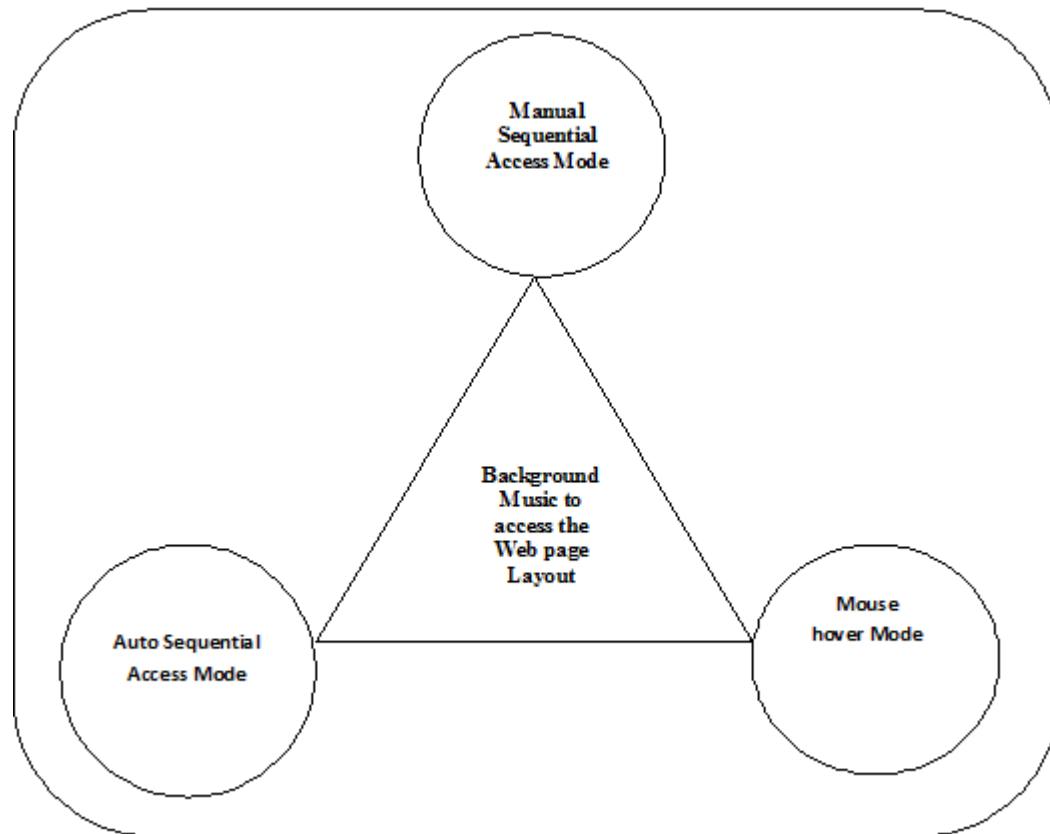 Manual
Sequential
Access Mode
Background
Music to
access the
Web page
Layout
Auto Sequential
Access Mode
Mouse
hover Mode